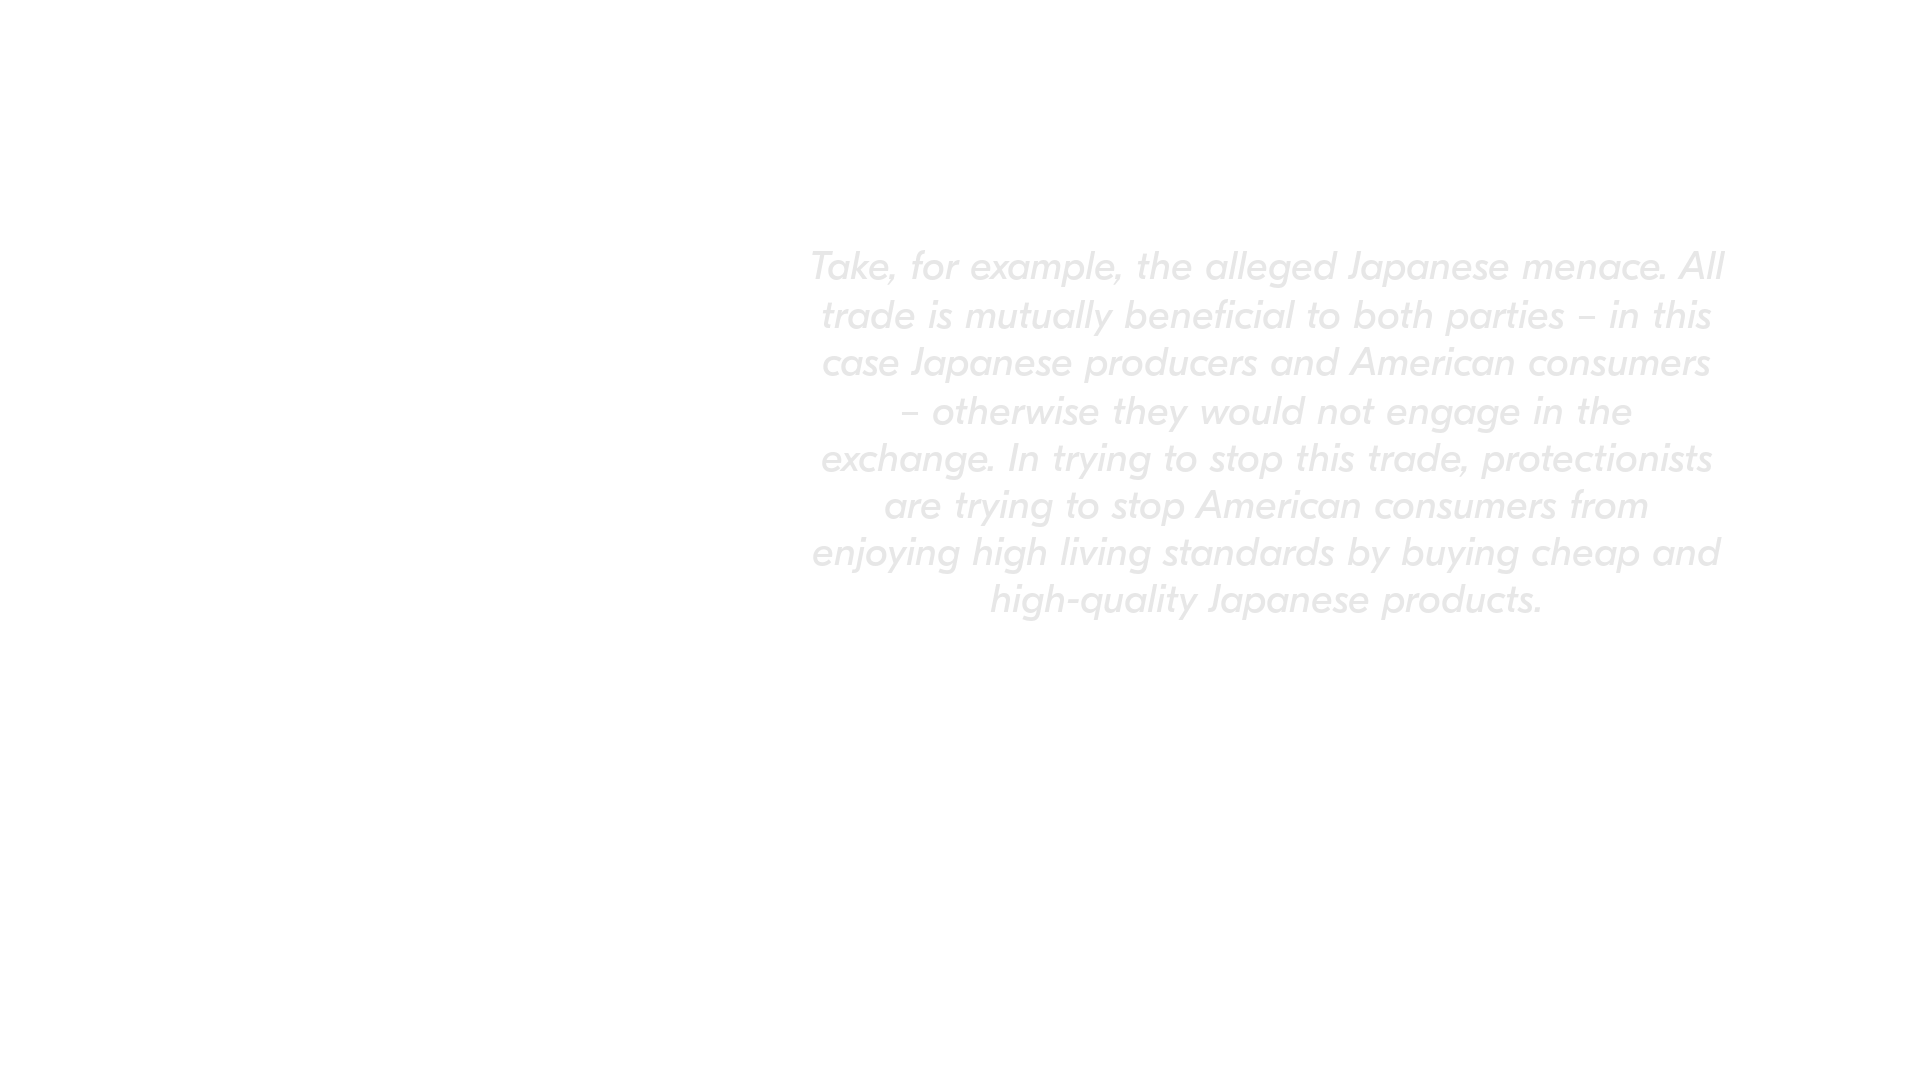 Take, for example, the alleged Japanese menace. All
trade is mutually beneficial to both parties – in this
case Japanese producers and American consumers
– otherwise they would not engage in the
exchange. In trying to stop this trade, protectionists
are trying to stop American consumers from
enjoying high living standards by buying cheap and
high-quality Japanese products.